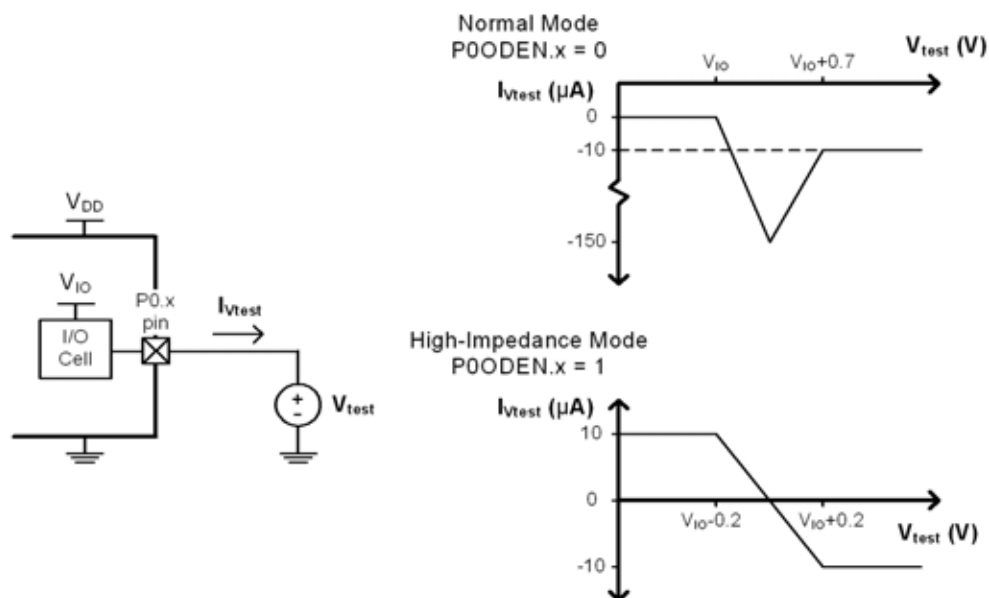 Normal Mode
P0ODEN.x = 0
V_test (V)
V_IO
V_IO+0.7
I_Vtest (µA)
0
-10
-150
V_DD
V_IO
P0.x
pin
I/O
Cell
I_Vtest
+
-
V_test
High-Impedance Mode
P0ODEN.x = 1
I_Vtest (µA)
10
0
V_IO-0.2
V_IO+0.2
V_test (V)
-10